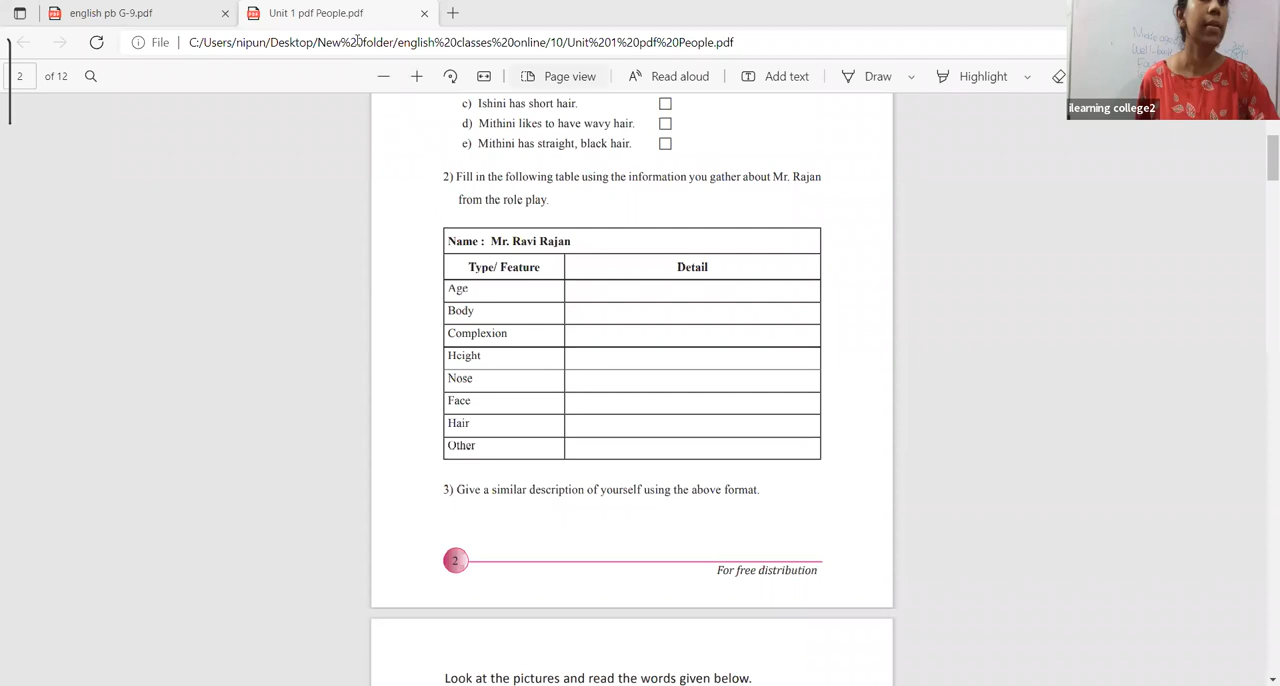 english pb G-9.pdf
Unit 1 pdf People.pdf
File
C:/Users/nipun/Desktop/New%20folder/english%20classes%20online/10/Unit%201%20pdf%20People.pdf
2 of 12
Page view
Read aloud
Add text
Draw
Highlight
ilearning college2
c) Ishini has short hair.
d) Mithini likes to have wavy hair.
e) Mithini has straight, black hair.
2) Fill in the following table using the information you gather about Mr. Rajan
from the role play.
Name : Mr. Ravi Rajan
Type/ Feature Detail
Age
Body
Complexion
Height
Nose
Face
Hair
Other
3) Give a similar description of yourself using the above format.
2
For free distribution
Look at the pictures and read the words given below.